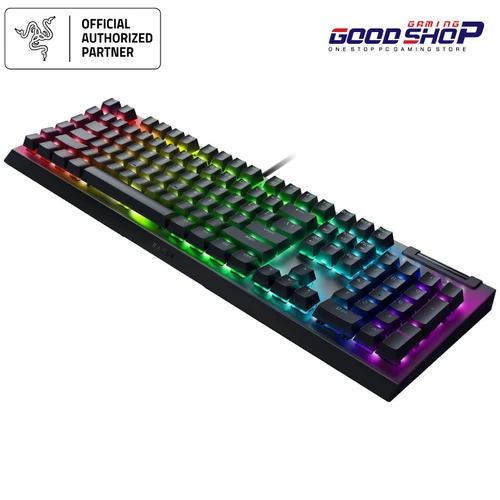 OFFICIAL
AUTHORIZED
PARTNER
GAMING
GOOD SHOP
ONE STOP PC GAMING STORE